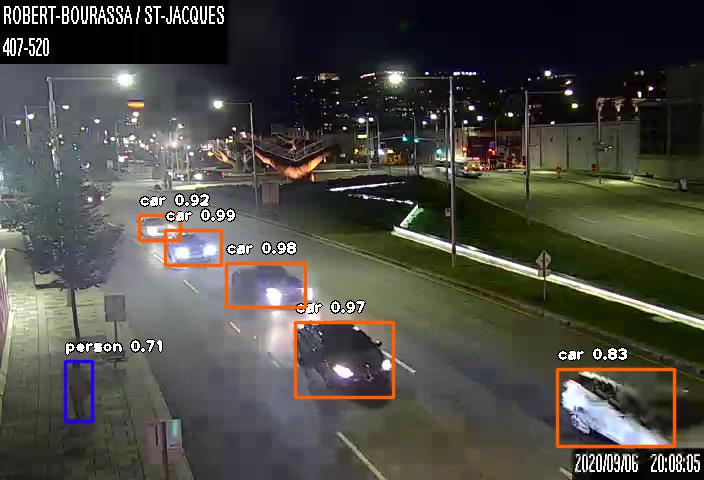 ROBERT-BOURASSA / ST-JACQUES
407-520
car 0.92
car 0.99
car 0.98
car 0.97
person 0.71
car 0.83
2020/09/06 20:08:05